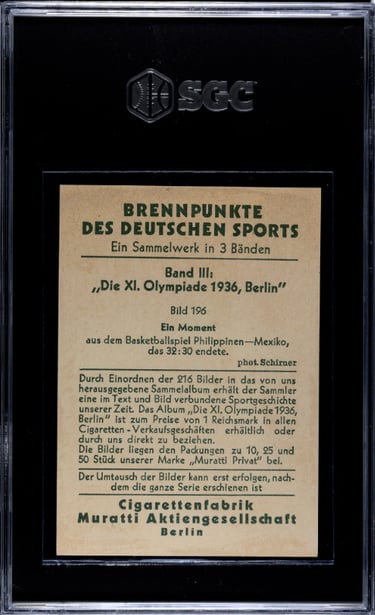 SGC
BRENNPUNKTE
DES DEUTSCHEN SPORTS
Ein Sammelwerk in 3 Bänden
Band III:
„Die XI. Olympiade 1936, Berlin"
Bild 196
Ein Moment
aus dem Basketballspiel Philippinen—Mexiko,
das 32:30 endete.
phot. Schirner
Durch Einordnen der 216 Bilder in das von uns
herausgegebene Sammelalbum erhält der Sammler
eine im Text und Bild verbundene Sportgeschichte
unserer Zeit. Das Album „Die XI. Olympiade 1936,
Berlin" ist zum Preise von 1 Reichsmark in allen
Cigaretten-Verkaufsgeschäften erhältlich oder
durch uns direkt zu beziehen.
Die Bilder liegen den Packungen zu 10, 25 und
50 Stück unserer Marke „Muratti Privat" bei.
Der Umtausch der Bilder kann erst erfolgen, nach-
dem die ganze Serie erschienen ist
Cigarettenfabrik
Muratti Aktiengesellschaft
Berlin